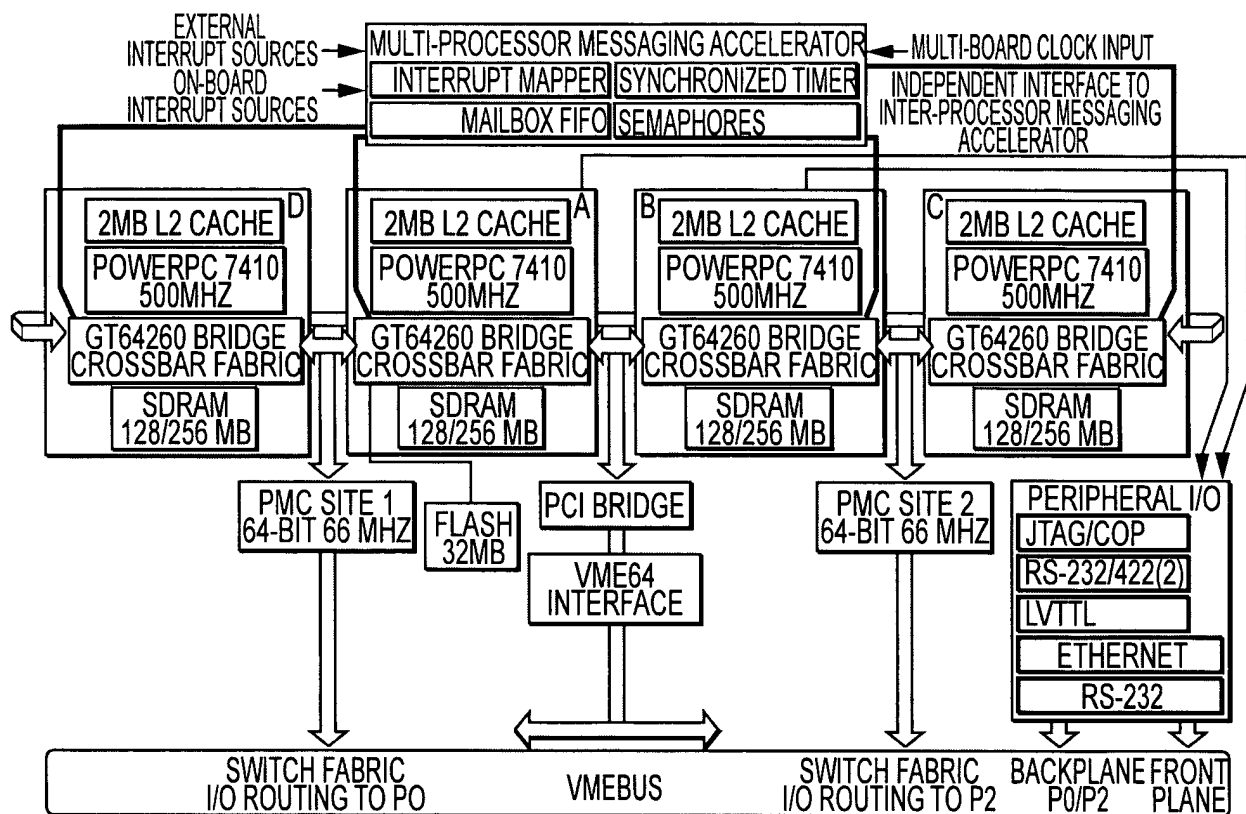 EXTERNAL
INTERRUPT SOURCES
ON-BOARD
INTERRUPT SOURCES
MULTI-PROCESSOR MESSAGING ACCELERATOR
INTERRUPT MAPPER
SYNCHRONIZED TIMER
MAILBOX FIFO
SEMAPHORES
MULTI-BOARD CLOCK INPUT
INDEPENDENT INTERFACE TO
INTER-PROCESSOR MESSAGING
ACCELERATOR
D
2MB L2 CACHE
POWERPC 7410
500MHZ
GT64260 BRIDGE
CROSSBAR FABRIC
SDRAM
128/256 MB
A
2MB L2 CACHE
POWERPC 7410
500MHZ
GT64260 BRIDGE
CROSSBAR FABRIC
SDRAM
128/256 MB
B
2MB L2 CACHE
POWERPC 7410
500MHZ
GT64260 BRIDGE
CROSSBAR FABRIC
SDRAM
128/256 MB
C
2MB L2 CACHE
POWERPC 7410
500MHZ
GT64260 BRIDGE
CROSSBAR FABRIC
SDRAM
128/256 MB
PMC SITE 1
64-BIT 66 MHZ
FLASH
32MB
PCI BRIDGE
VME64
INTERFACE
PMC SITE 2
64-BIT 66 MHZ
PERIPHERAL I/O
JTAG/COP
RS-232/422(2)
LVTTL
ETHERNET
RS-232
SWITCH FABRIC
I/O ROUTING TO PO
VMEBUS
SWITCH FABRIC
I/O ROUTING TO P2
BACKPLANE
P0/P2
FRONT
PLANE